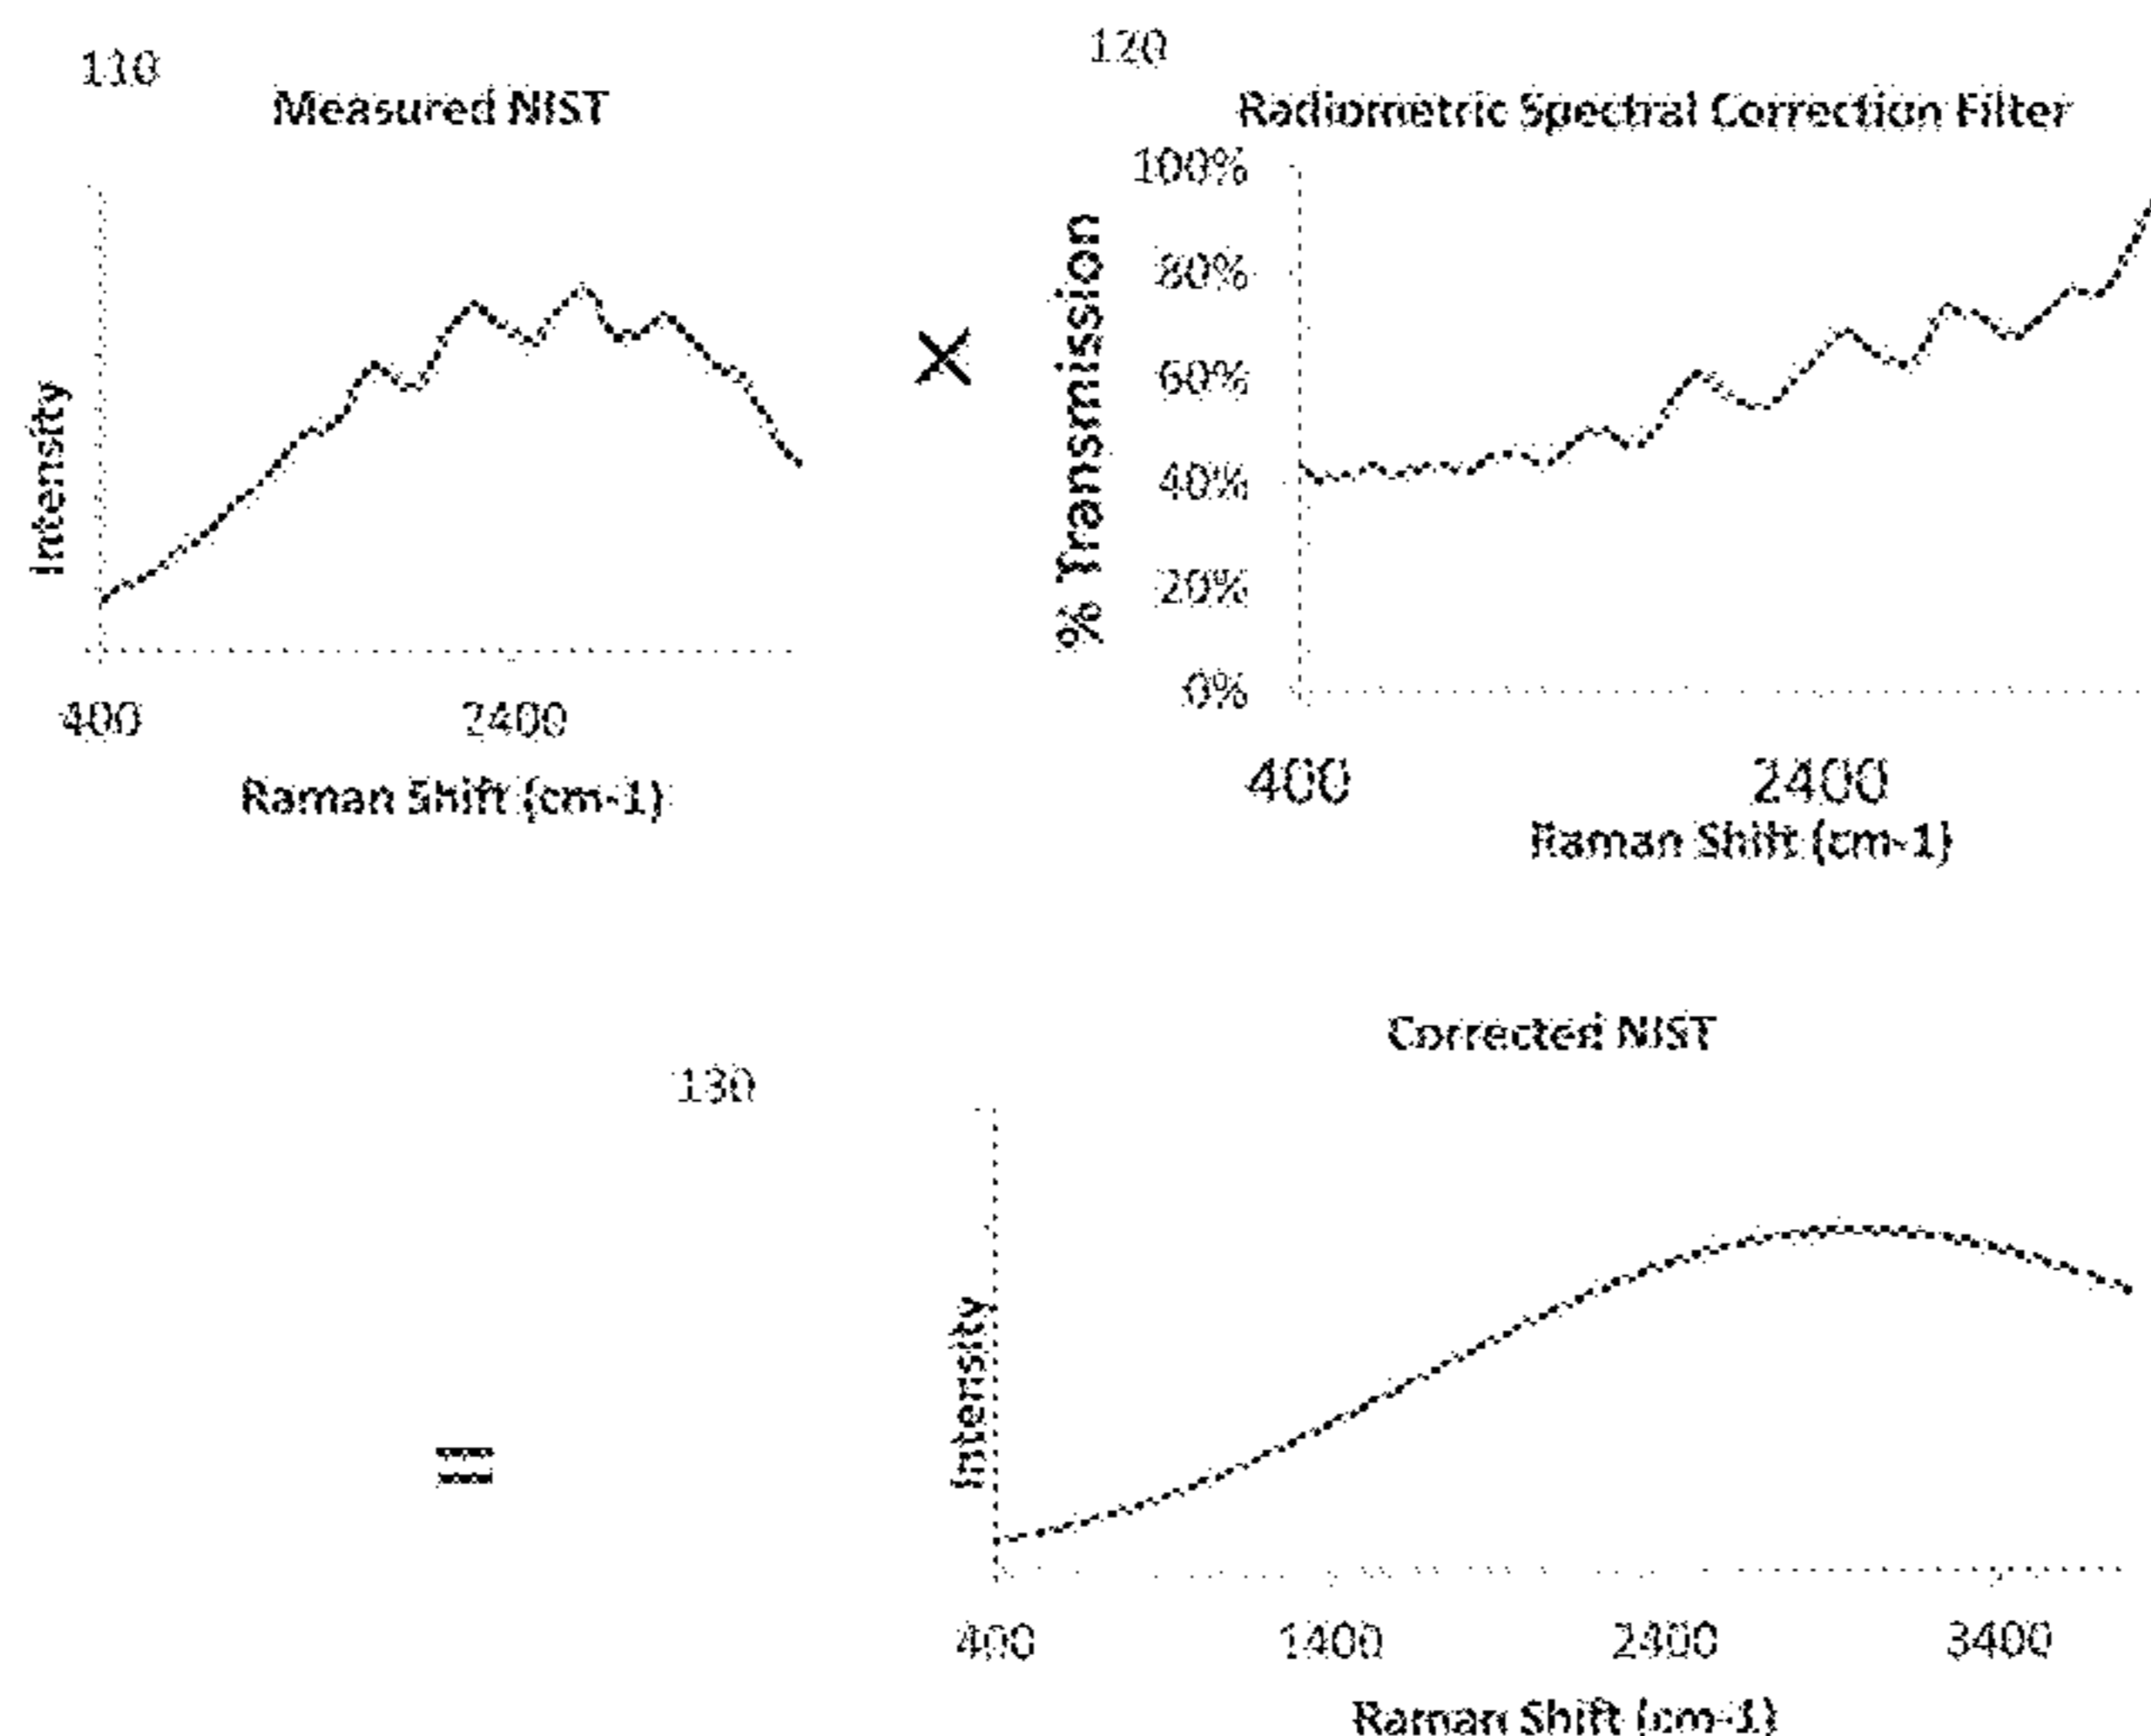 110
Measured NIST
Intensity
400 2400
Raman Shift (cm-1)
×
120
Radiometric Spectral Correction Filter
% Transmission
100%
80%
60%
40%
20%
0%
400 2400
Raman Shift (cm-1)
=
130
Corrected NIST
Intensity
400 1400 2400 3400
Raman Shift (cm-1)